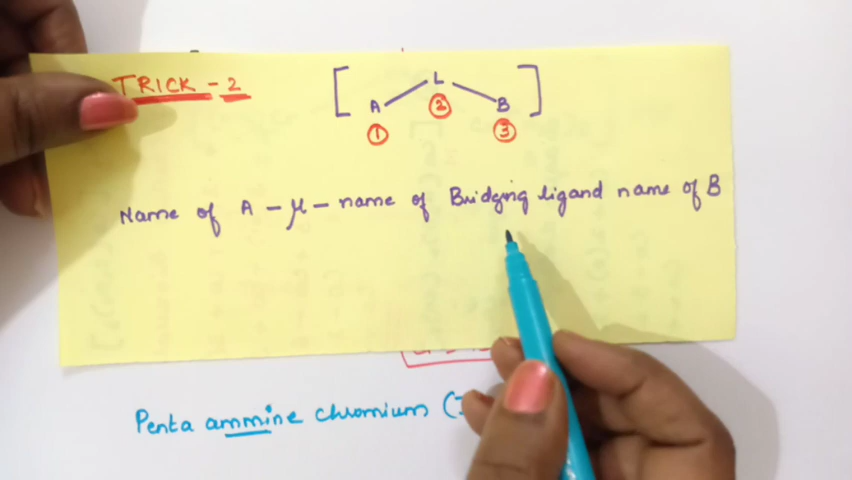 TRICK - 2
[ A L B ]
① ② ③
Name of A - μ - name of Bridging ligand name of B
Penta ammine chromium (